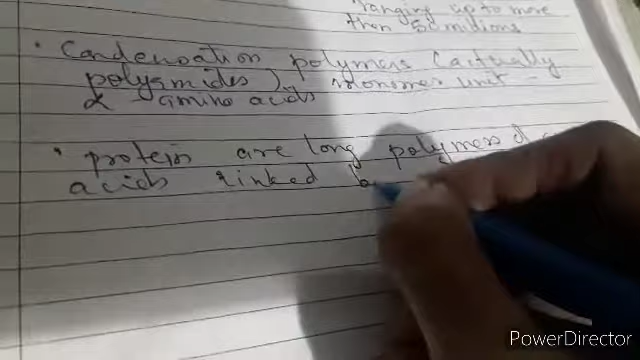 ranging up to more
then 50 millions
• Condensation polymers (actually
polyamides). monomer unit -
α - amino acids
• protein are long polymers of
acids linked b
PowerDirector